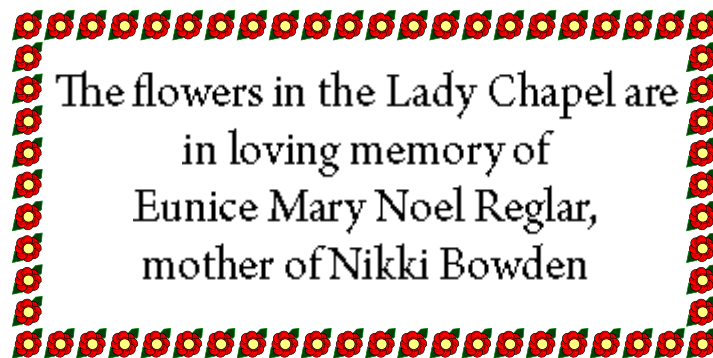 The flowers in the Lady Chapel are
in loving memory of
Eunice Mary Noel Reglar,
mother of Nikki Bowden